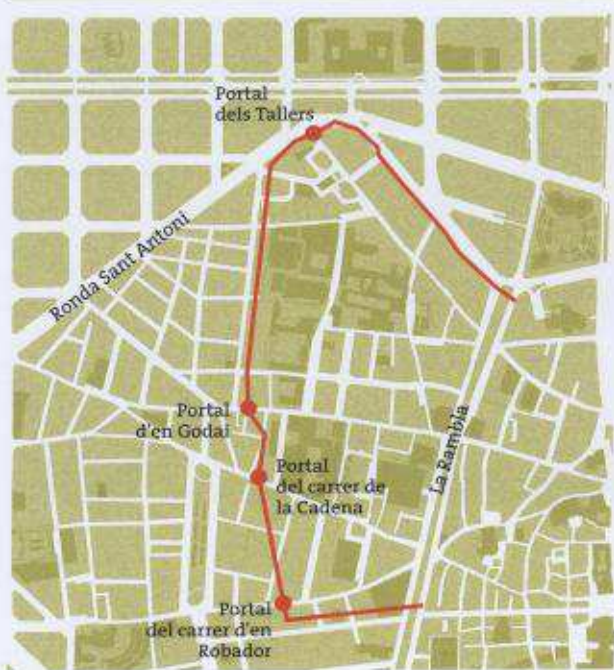 Portal
dels Tallers
Ronda Sant Antoni
Portal
d'en Godai
Portal
del carrer de
la Cadena
La Rambla
Portal
del carrer d'en
Robador